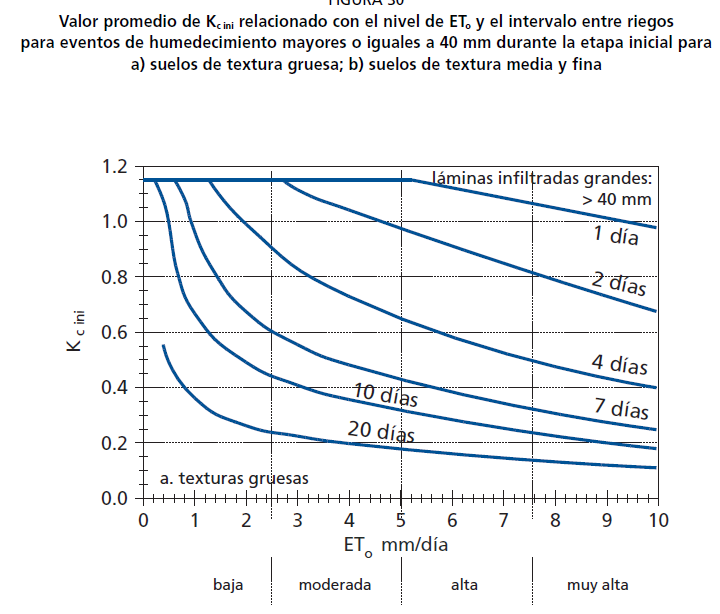 FIGURA 30
Valor promedio de Kc ini relacionado con el nivel de ETo y el intervalo entre riegos
para eventos de humedecimiento mayores o iguales a 40 mm durante la etapa inicial para
a) suelos de textura gruesa; b) suelos de textura media y fina
1.2
1.0
0.8
0.6
0.4
0.2
0.0
Kc ini
láminas infiltradas grandes:
> 40 mm
1 día
2 días
4 días
7 días
10 días
20 días
a. texturas gruesas
0 1 2 3 4 5 6 7 8 9 10
ETo mm/día
baja moderada alta muy alta